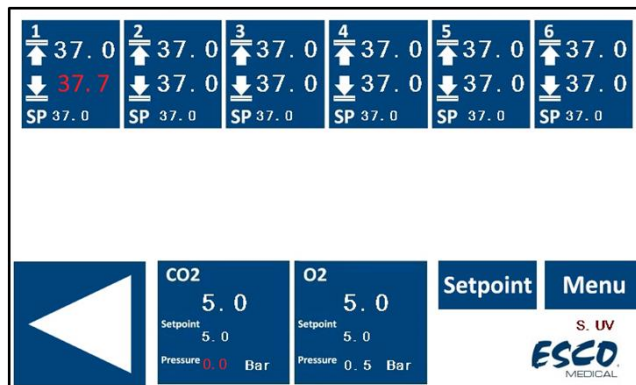 1 2 3 4 5 6
37.0 37.0 37.0 37.0 37.0 37.0
37.7 37.0 37.0 37.0 37.0 37.0
SP 37.0 SP 37.0 SP 37.0 SP 37.0 SP 37.0 SP 37.0
CO2 O2 Setpoint Menu
5.0 5.0
Setpoint Setpoint S. UV
5.0 5.0
Pressure 0.0 Bar Pressure 0.5 Bar
ESCO
MEDICAL